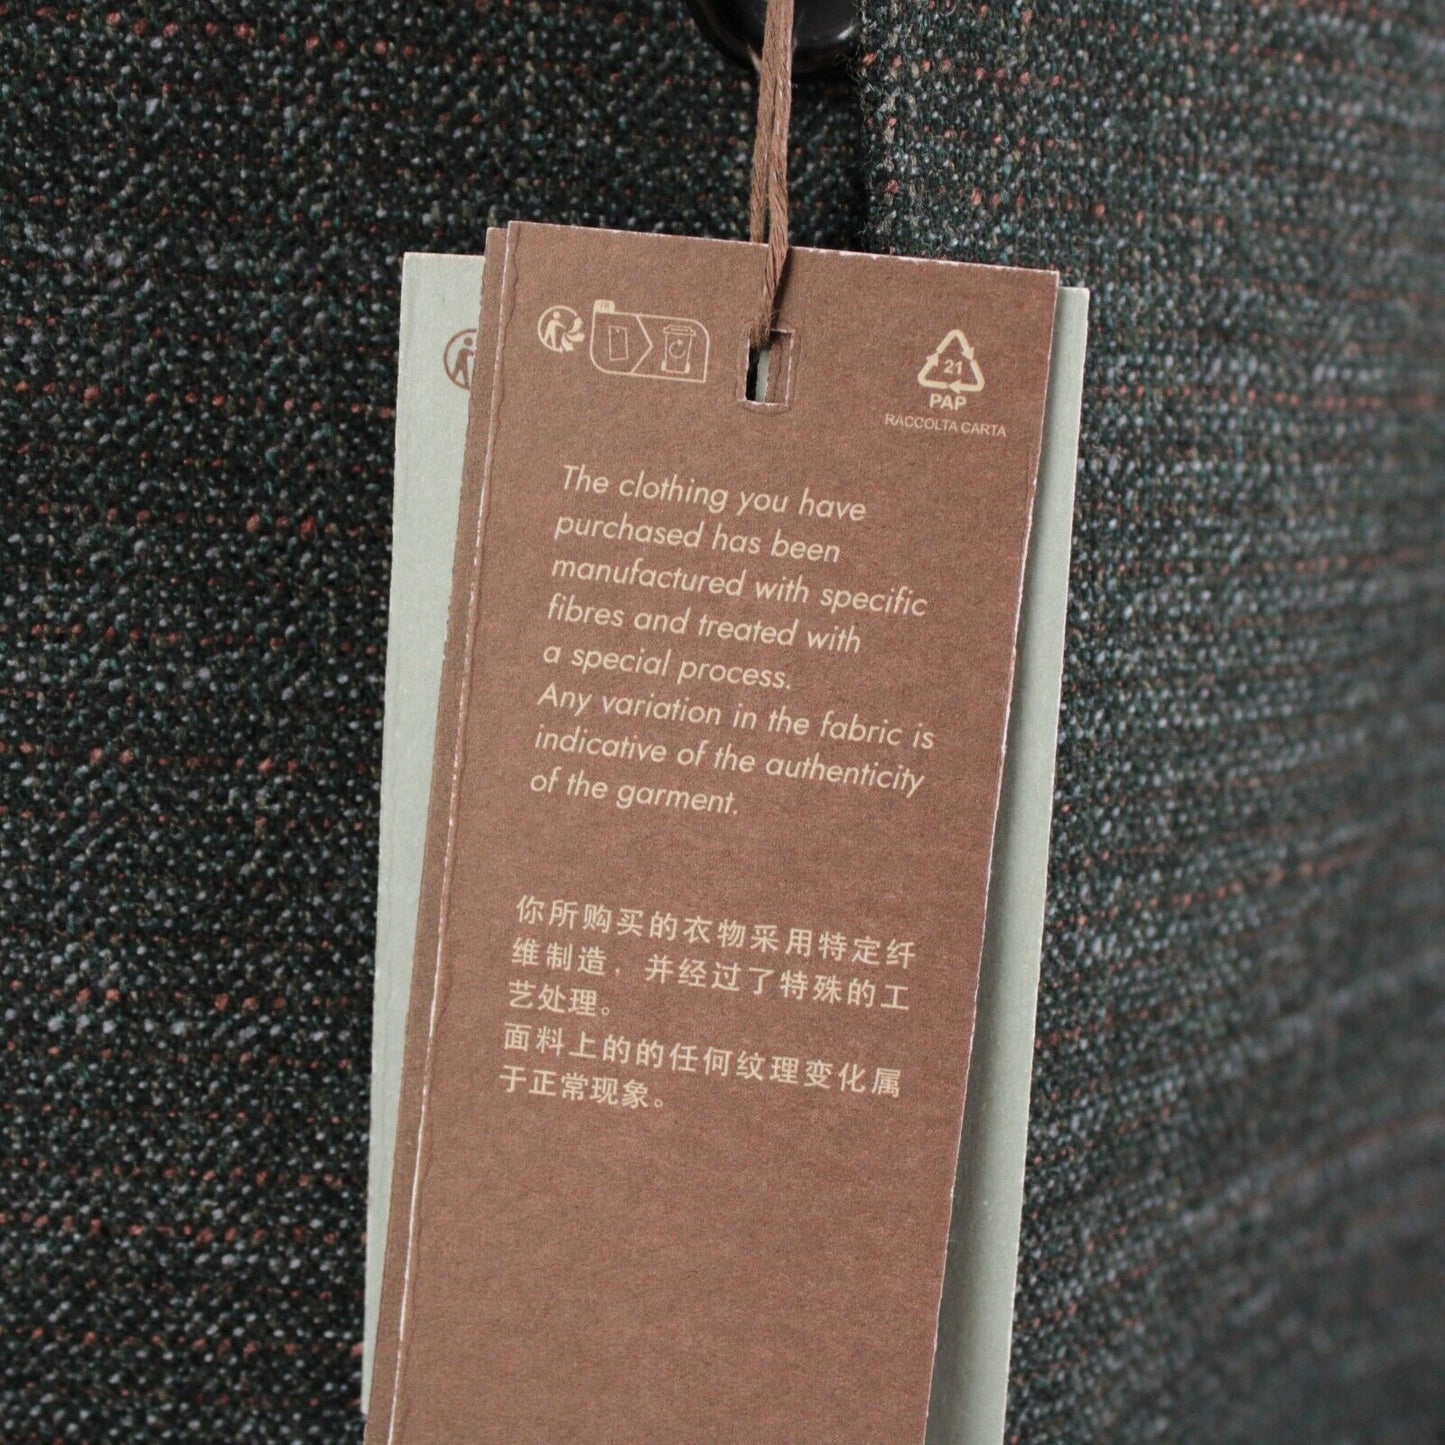 21
PAP
RACCOLTA CARTA
The clothing you have
purchased has been
manufactured with specific
fibres and treated with
a special process.
Any variation in the fabric is
indicative of the authenticity
of the garment.
你所购买的衣物采用特定纤
维制造，并经过了特殊的工
艺处理。
面料上的的任何纹理变化属
于正常现象。